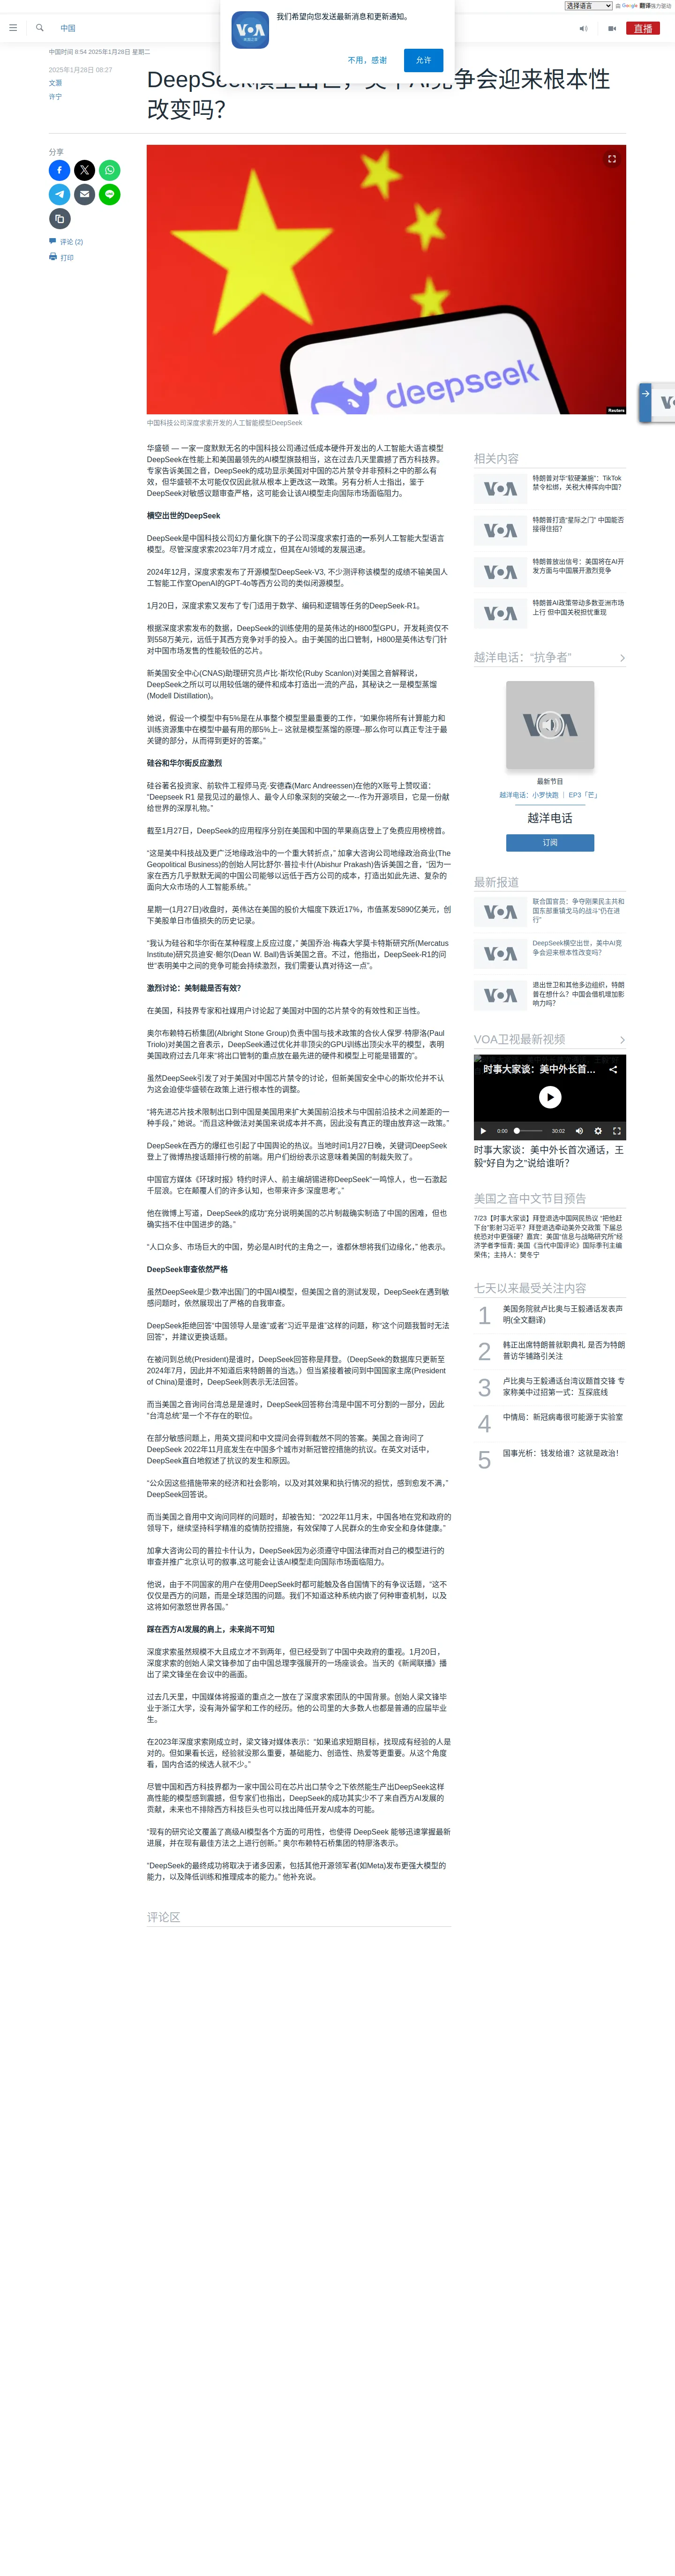 选择语言
由 Google 翻译强力驱动
我们希望向您发送最新消息和更新通知。
不用，感谢
允许
中国
直播
中国时间 8:54 2025年1月28日 星期二
2025年1月28日 08:27
文灏
许宁
改变吗？
分享
评论 (2)
打印
deepseek
Reuters
中国科技公司深度求索开发的人工智能模型DeepSeek
华盛顿 — 一家一度默默无名的中国科技公司通过低成本硬件开发出的人工智能大语言模型
DeepSeek在性能上和美国最领先的AI模型旗鼓相当，这在过去几天里震撼了西方科技界。
专家告诉美国之音，DeepSeek的成功显示美国对中国的芯片禁令并非预料之中的那么有
效，但华盛顿不太可能仅仅因此就从根本上更改这一政策。另有分析人士指出，鉴于
DeepSeek对敏感议题审查严格，这可能会让该AI模型走向国际市场面临阻力。
横空出世的DeepSeek
DeepSeek是中国科技公司幻方量化旗下的子公司深度求索打造的一系列人工智能大型语言
模型。尽管深度求索2023年7月才成立，但其在AI领域的发展迅速。
2024年12月，深度求索发布了开源模型DeepSeek-V3, 不少测评称该模型的成绩不输美国人
工智能工作室OpenAI的GPT-4o等西方公司的类似闭源模型。
1月20日，深度求索又发布了专门适用于数学、编码和逻辑等任务的DeepSeek-R1。
根据深度求索发布的数据，DeepSeek的训练使用的是英伟达的H800型GPU，开发耗资仅不
到558万美元，远低于其西方竞争对手的投入。由于美国的出口管制，H800是英伟达专门针
对中国市场发售的性能较低的芯片。
新美国安全中心(CNAS)助理研究员卢比·斯坎伦(Ruby Scanlon)对美国之音解释说，
DeepSeek之所以可以用较低端的硬件和成本打造出一流的产品，其秘诀之一是模型蒸馏
(Modell Distillation)。
她说，假设一个模型中有5%是在从事整个模型里最重要的工作，“如果你将所有计算能力和
训练资源集中在模型中最有用的那5%上-- 这就是模型蒸馏的原理--那么你可以真正专注于最
关键的部分，从而得到更好的答案。”
硅谷和华尔街反应激烈
硅谷著名投资家、前软件工程师马克·安德森(Marc Andreessen)在他的X账号上赞叹道：
“Deepseek R1 是我见过的最惊人、最令人印象深刻的突破之一--作为开源项目，它是一份献
给世界的深厚礼物。”
截至1月27日，DeepSeek的应用程序分别在美国和中国的苹果商店登上了免费应用榜榜首。
“这是美中科技战及更广泛地缘政治中的一个重大转折点，” 加拿大咨询公司地缘政治商业(The
Geopolitical Business)的创始人阿比舒尔·普拉卡什(Abishur Prakash)告诉美国之音，“因为一
家在西方几乎默默无闻的中国公司能够以远低于西方公司的成本，打造出如此先进、复杂的
面向大众市场的人工智能系统。”
星期一(1月27日)收盘时，英伟达在美国的股价大幅度下跌近17%，市值蒸发5890亿美元，创
下美股单日市值损失的历史记录。
“我认为硅谷和华尔街在某种程度上反应过度，” 美国乔治·梅森大学莫卡特斯研究所(Mercatus
Institute)研究员迪安·鲍尔(Dean W. Ball)告诉美国之音。不过，他指出，DeepSeek-R1的问
世“表明美中之间的竞争可能会持续激烈，我们需要认真对待这一点”。
激烈讨论：美制裁是否有效？
在美国，科技界专家和社媒用户讨论起了美国对中国的芯片禁令的有效性和正当性。
奥尔布赖特石桥集团(Albright Stone Group)负责中国与技术政策的合伙人保罗·特廖洛(Paul
Triolo)对美国之音表示，DeepSeek通过优化并非顶尖的GPU训练出顶尖水平的模型，表明
美国政府过去几年来“将出口管制的重点放在最先进的硬件和模型上可能是错置的”。
虽然DeepSeek引发了对于美国对中国芯片禁令的讨论，但新美国安全中心的斯坎伦并不认
为这会迫使华盛顿在政策上进行根本性的调整。
“将先进芯片技术限制出口到中国是美国用来扩大美国前沿技术与中国前沿技术之间差距的一
种手段，” 她说。“而且这种做法对美国来说成本并不高，因此没有真正的理由放弃这一政策。”
DeepSeek在西方的爆红也引起了中国舆论的热议。当地时间1月27日晚，关键词DeepSeek
登上了微博热搜话题排行榜的前端。用户们纷纷表示这意味着美国的制裁失败了。
中国官方媒体《环球时报》特约时评人、前主编胡锡进称DeepSeek“一鸣惊人，也一石激起
千层浪。它在颠覆人们的许多认知，也带来许多‘深度思考’。”
他在微博上写道，DeepSeek的成功“充分说明美国的芯片制裁确实制造了中国的困难，但也
确实挡不住中国进步的路。”
“人口众多、市场巨大的中国，势必是AI时代的主角之一，谁都休想将我们边缘化，” 他表示。
DeepSeek审查依然严格
虽然DeepSeek是少数冲出国门的中国AI模型，但美国之音的测试发现，DeepSeek在遇到敏
感问题时，依然展现出了严格的自我审查。
DeepSeek拒绝回答“中国领导人是谁”或者“习近平是谁”这样的问题，称“这个问题我暂时无法
回答”，并建议更换话题。
在被问到总统(President)是谁时，DeepSeek回答称是拜登。（DeepSeek的数据库只更新至
2024年7月，因此并不知道后来特朗普的当选。）但当紧接着被问到中国国家主席(President
of China)是谁时，DeepSeek则表示无法回答。
而当美国之音询问台湾总是是谁时，DeepSeek回答称台湾是中国不可分割的一部分，因此
“台湾总统”是一个不存在的职位。
在部分敏感问题上，用英文提问和中文提问会得到截然不同的答案。美国之音询问了
DeepSeek 2022年11月底发生在中国多个城市对新冠管控措施的抗议。在英文对话中，
DeepSeek直白地叙述了抗议的发生和原因。
“公众因这些措施带来的经济和社会影响，以及对其效果和执行情况的担忧，感到愈发不满，”
DeepSeek回答说。
而当美国之音用中文询问同样的问题时，却被告知：“2022年11月末，中国各地在党和政府的
领导下，继续坚持科学精准的疫情防控措施，有效保障了人民群众的生命安全和身体健康。”
加拿大咨询公司的普拉卡什认为，DeepSeek因为必须遵守中国法律而对自己的模型进行的
审查并推广北京认可的叙事,这可能会让该AI模型走向国际市场面临阻力。
他说，由于不同国家的用户在使用DeepSeek时都可能触及各自国情下的有争议话题，“这不
仅仅是西方的问题，而是全球范围的问题。我们不知道这种系统内嵌了何种审查机制，以及
这将如何激怒世界各国。”
踩在西方AI发展的肩上，未来尚不可知
深度求索虽然规模不大且成立才不到两年，但已经受到了中国中央政府的重视。1月20日，
深度求索的创始人梁文锋参加了由中国总理李强展开的一场座谈会。当天的《新闻联播》播
出了梁文锋坐在会议中的画面。
过去几天里，中国媒体将报道的重点之一放在了深度求索团队的中国背景。创始人梁文锋毕
业于浙江大学，没有海外留学和工作的经历。他的公司里的大多数人也都是普通的应届毕业
生。
在2023年深度求索刚成立时，梁文锋对媒体表示：“如果追求短期目标，找现成有经验的人是
对的。但如果看长远，经验就没那么重要，基础能力、创造性、热爱等更重要。从这个角度
看，国内合适的候选人就不少。”
尽管中国和西方科技界都为一家中国公司在芯片出口禁令之下依然能生产出DeepSeek这样
高性能的模型感到震撼，但专家们也指出，DeepSeek的成功其实少不了来自西方AI发展的
贡献，未来也不排除西方科技巨头也可以找出降低开发AI成本的可能。
“现有的研究论文覆盖了高级AI模型各个方面的可用性，也使得 DeepSeek 能够迅速掌握最新
进展，并在现有最佳方法之上进行创新。” 奥尔布赖特石桥集团的特廖洛表示。
“DeepSeek的最终成功将取决于诸多因素，包括其他开源领军者(如Meta)发布更强大模型的
能力，以及降低训练和推理成本的能力。” 他补充说。
评论区
相关内容
特朗普对华“软硬兼施”：TikTok
禁令松绑，关税大棒挥向中国？
特朗普打造“星际之门” 中国能否
接得住招？
特朗普放出信号：美国将在AI开
发方面与中国展开激烈竞争
特朗普AI政策带动多数亚洲市场
上行 但中国关税担忧重现
越洋电话：“抗争者”
最新节目
越洋电话：小罗快跑 ｜ EP3「芒」
越洋电话
订阅
最新报道
联合国官员：争夺刚果民主共和
国东部重镇戈马的战斗“仍在进
行”
DeepSeek横空出世，美中AI竞
争会迎来根本性改变吗？
退出世卫和其他多边组织，特朗
普在想什么？中国会借机增加影
响力吗？
VOA卫视最新视频
时事大家谈：美中外长首...
0:00
30:02
时事大家谈：美中外长首次通话，王
毅“好自为之”说给谁听？
美国之音中文节目预告
7/23【时事大家谈】拜登退选中国网民热议 “把他赶
下台”影射习近平？拜登退选牵动美外交政策 下届总
统恐对中更强硬？嘉宾：美国“信息与战略研究所”经
济学者李恒青; 美国《当代中国评论》国际季刊主编
荣伟；主持人：樊冬宁
七天以来最受关注内容
1 美国务院就卢比奥与王毅通话发表声
明(全文翻译)
2 韩正出席特朗普就职典礼 是否为特朗
普访华铺路引关注
3 卢比奥与王毅通话台湾议题首交锋 专
家称美中过招第一式：互探底线
4 中情局：新冠病毒很可能源于实验室
5 国事光析：钱发给谁？这就是政治！